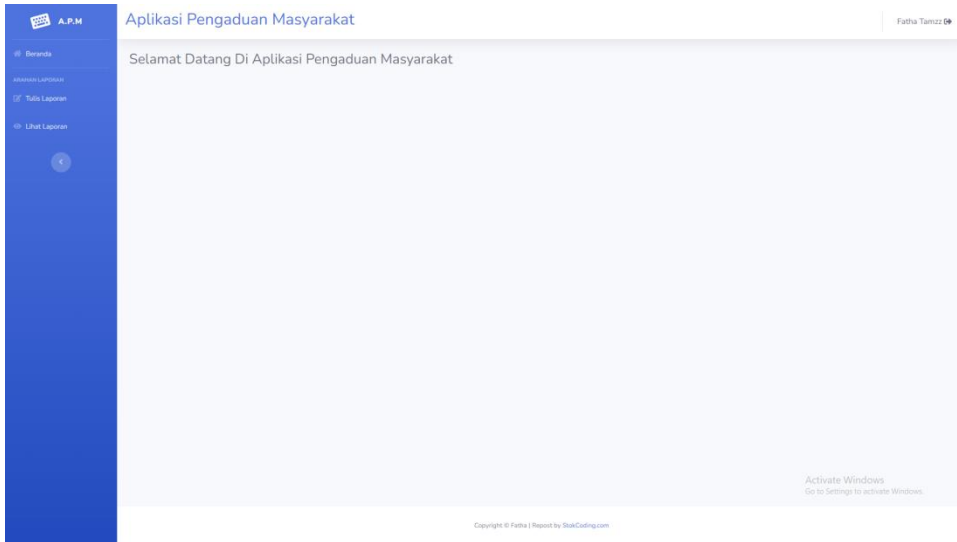 A.P.M
Aplikasi Pengaduan Masyarakat
Fatha Tamzz
Beranda
Selamat Datang Di Aplikasi Pengaduan Masyarakat
LAPORAN
Tulis Laporan
Lihat Laporan
Activate Windows
Go to Settings to activate Windows.
Copyright © Fatha | Repost by StokCoding.com